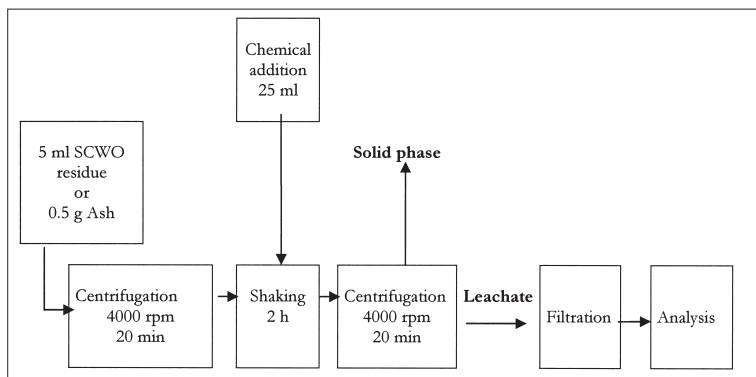 Chemical
addition
25 ml
5 ml SCWO
residue
or
0.5 g Ash
Solid phase
Centrifugation
4000 rpm
20 min
Shaking
2 h
Centrifugation
4000 rpm
20 min
Leachate
Filtration
Analysis